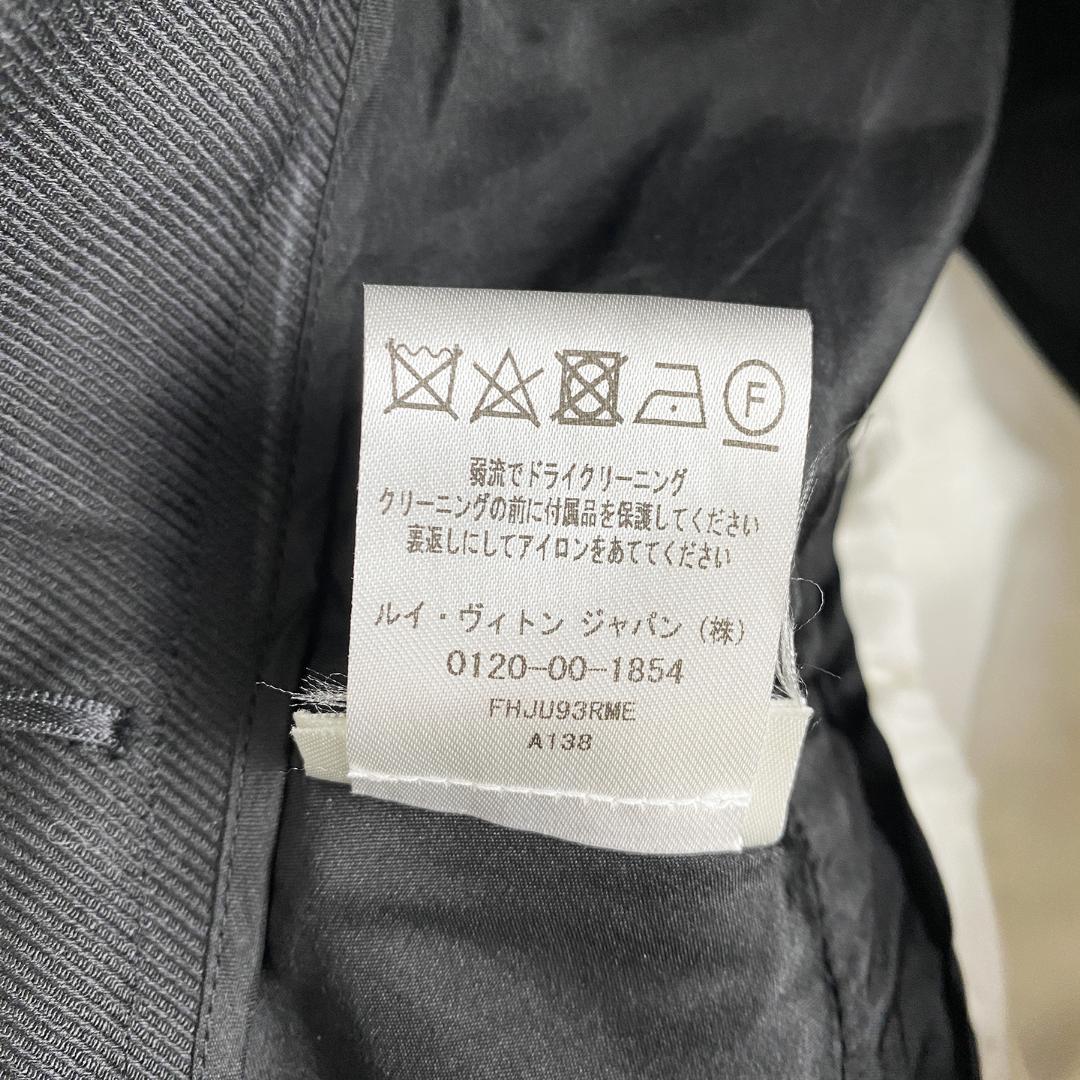 F
弱流でドライクリーニング
クリーニングの前に付属品を保護してください
裏返しにしてアイロンをあててください
ルイ・ヴィトン ジャパン (株)
0120-00-1854
FHJU93RME
A138